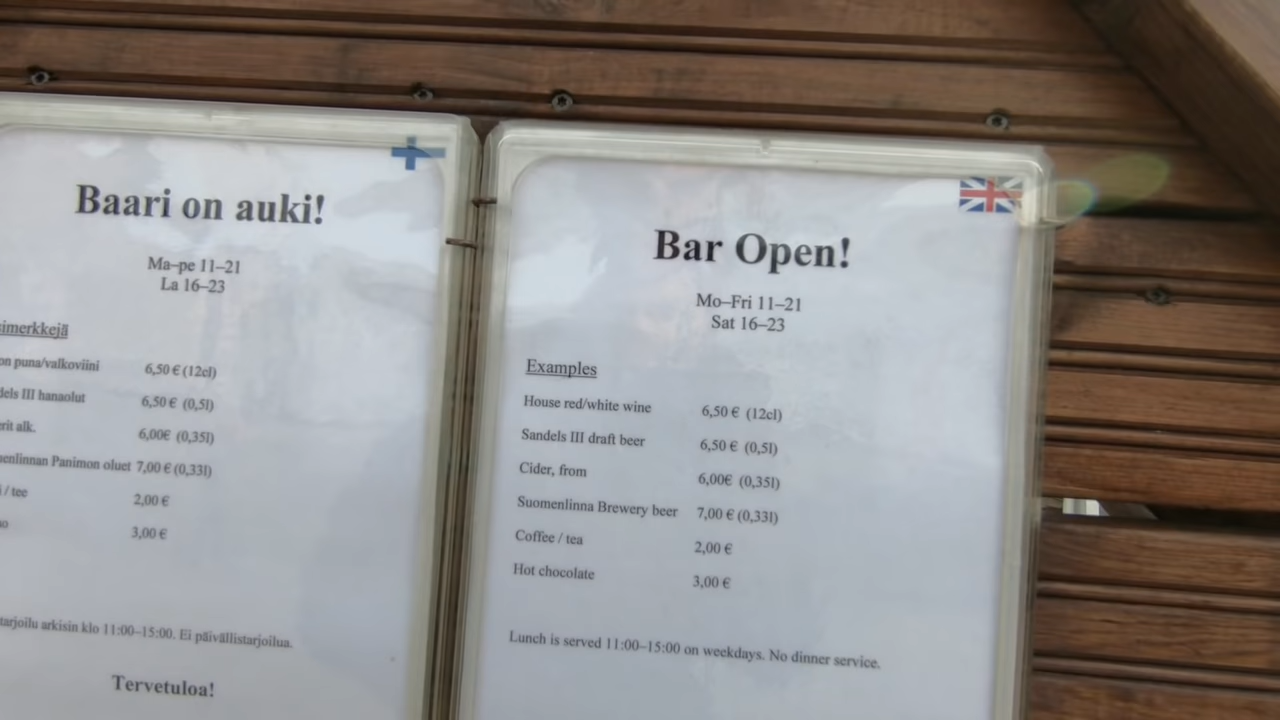 Baari on auki!
Ma–pe 11–21
La 16–23
puna/valkoviini 6,50 € (12cl)
III hanaolut 6,50 € (0,5l)
alk. 6,00€ (0,35l)
Panimon oluet 7,00 € (0,33l)
/ tee 2,00 €
3,00 €
arkisin klo 11:00–15:00. Ei päivällistarjoilua.
Tervetuloa!
Bar Open!
Mo–Fri 11–21
Sat 16–23
Examples
House red/white wine 6,50 € (12cl)
Sandels III draft beer 6,50 € (0,5l)
Cider, from 6,00€ (0,35l)
Suomenlinna Brewery beer 7,00 € (0,33l)
Coffee / tea 2,00 €
Hot chocolate 3,00 €
Lunch is served 11:00–15:00 on weekdays. No dinner service.